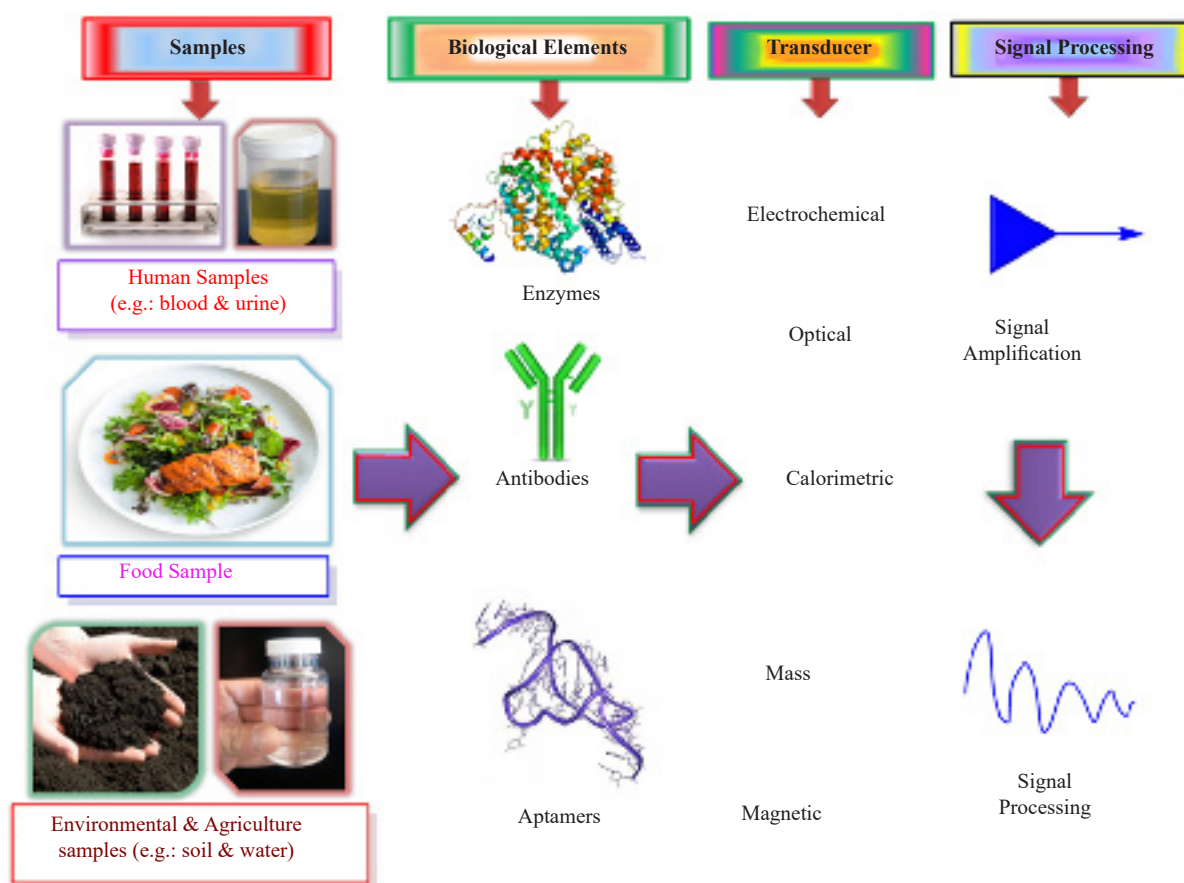 Samples
Biological Elements
Transducer
Signal Processing
Human Samples
(e.g.: blood & urine)
Food Sample
Environmental & Agriculture
samples (e.g.: soil & water)
Enzymes
Antibodies
Aptamers
Electrochemical
Optical
Calorimetric
Mass
Magnetic
Signal
Amplification
Signal
Processing